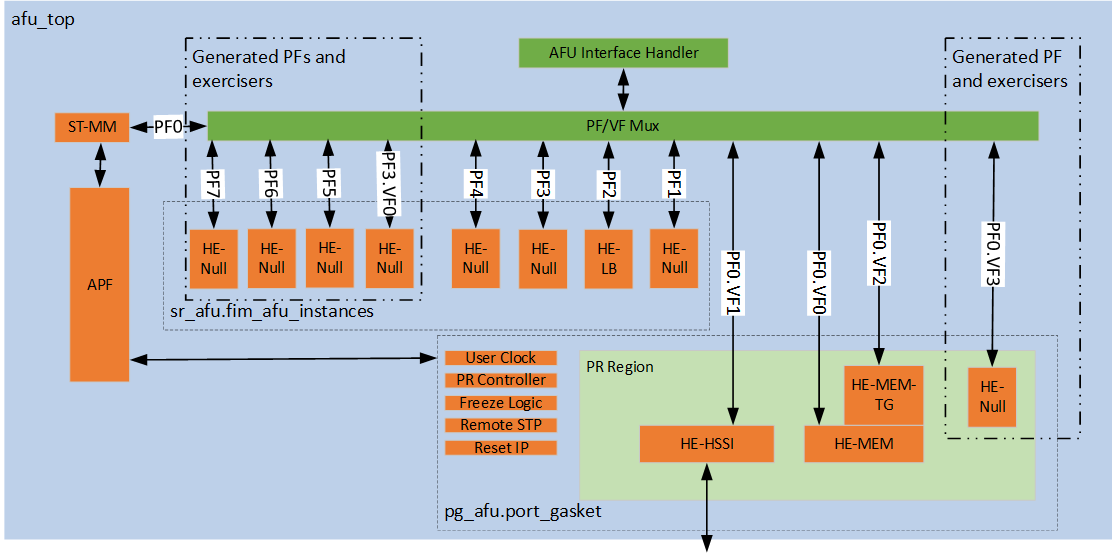 afu_top
Generated PFs and
exercisers
AFU Interface Handler
Generated PF
and exercisers
ST-MM
PF0
PF/VF Mux
PF7
PF6
PF5
PF3.VF0
PF4
PF3
PF2
PF1
PF0.VF1
PF0.VF0
PF0.VF2
PF0.VF3
HE-
Null
HE-
Null
HE-
Null
HE-
Null
HE-
Null
HE-
Null
HE-
LB
HE-
Null
APF
sr_afu.fim_afu_instances
User Clock
PR Controller
Freeze Logic
Remote STP
Reset IP
PR Region
HE-MEM-
TG
HE-
Null
HE-HSSI
HE-MEM
pg_afu.port_gasket